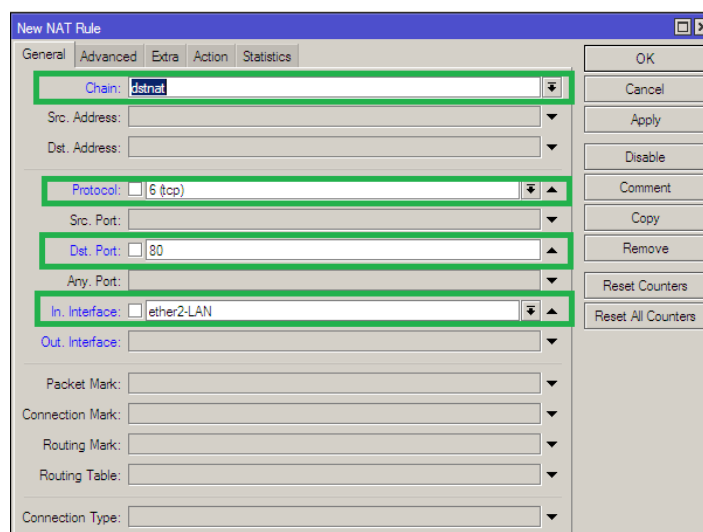 New NAT Rule
General Advanced Extra Action Statistics
OK
Chain: dstnat
Cancel
Src. Address:
Apply
Dst. Address:
Disable
Protocol: 6 (tcp)
Comment
Src. Port:
Copy
Dst. Port: 80
Remove
Any. Port:
Reset Counters
In. Interface: ether2-LAN
Reset All Counters
Out. Interface:
Packet Mark:
Connection Mark:
Routing Mark:
Routing Table:
Connection Type: